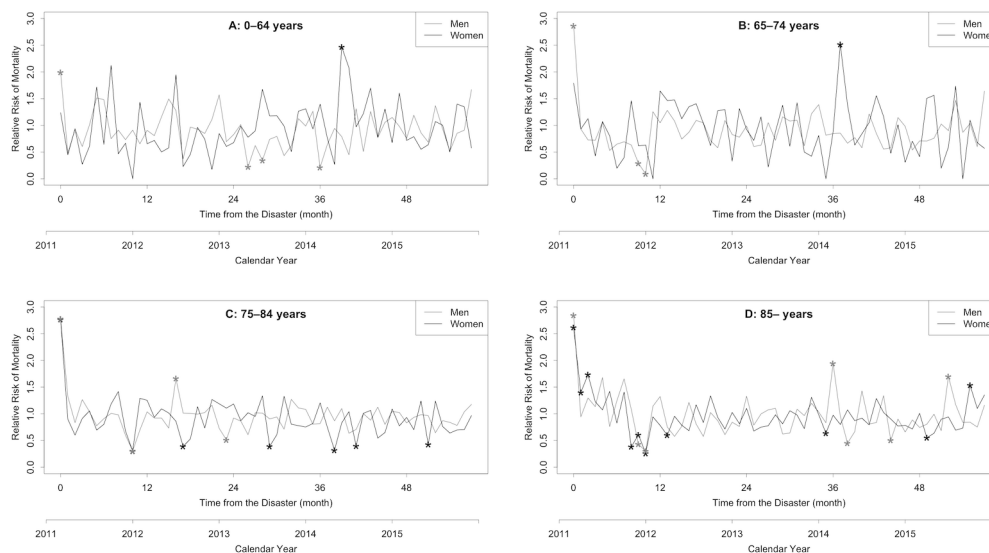 A: 0–64 years
Men
Women
Relative Risk of Mortality
0.0 0.5 1.0 1.5 2.0 2.5 3.0
0 12 24 36 48
Time from the Disaster (month)
2011 2012 2013 2014 2015
Calendar Year
B: 65–74 years
Men
Women
Relative Risk of Mortality
0.0 0.5 1.0 1.5 2.0 2.5 3.0
0 12 24 36 48
Time from the Disaster (month)
2011 2012 2013 2014 2015
Calendar Year
C: 75–84 years
Men
Women
Relative Risk of Mortality
0.0 0.5 1.0 1.5 2.0 2.5 3.0
0 12 24 36 48
Time from the Disaster (month)
2011 2012 2013 2014 2015
Calendar Year
D: 85– years
Men
Women
Relative Risk of Mortality
0.0 0.5 1.0 1.5 2.0 2.5 3.0
0 12 24 36 48
Time from the Disaster (month)
2011 2012 2013 2014 2015
Calendar Year